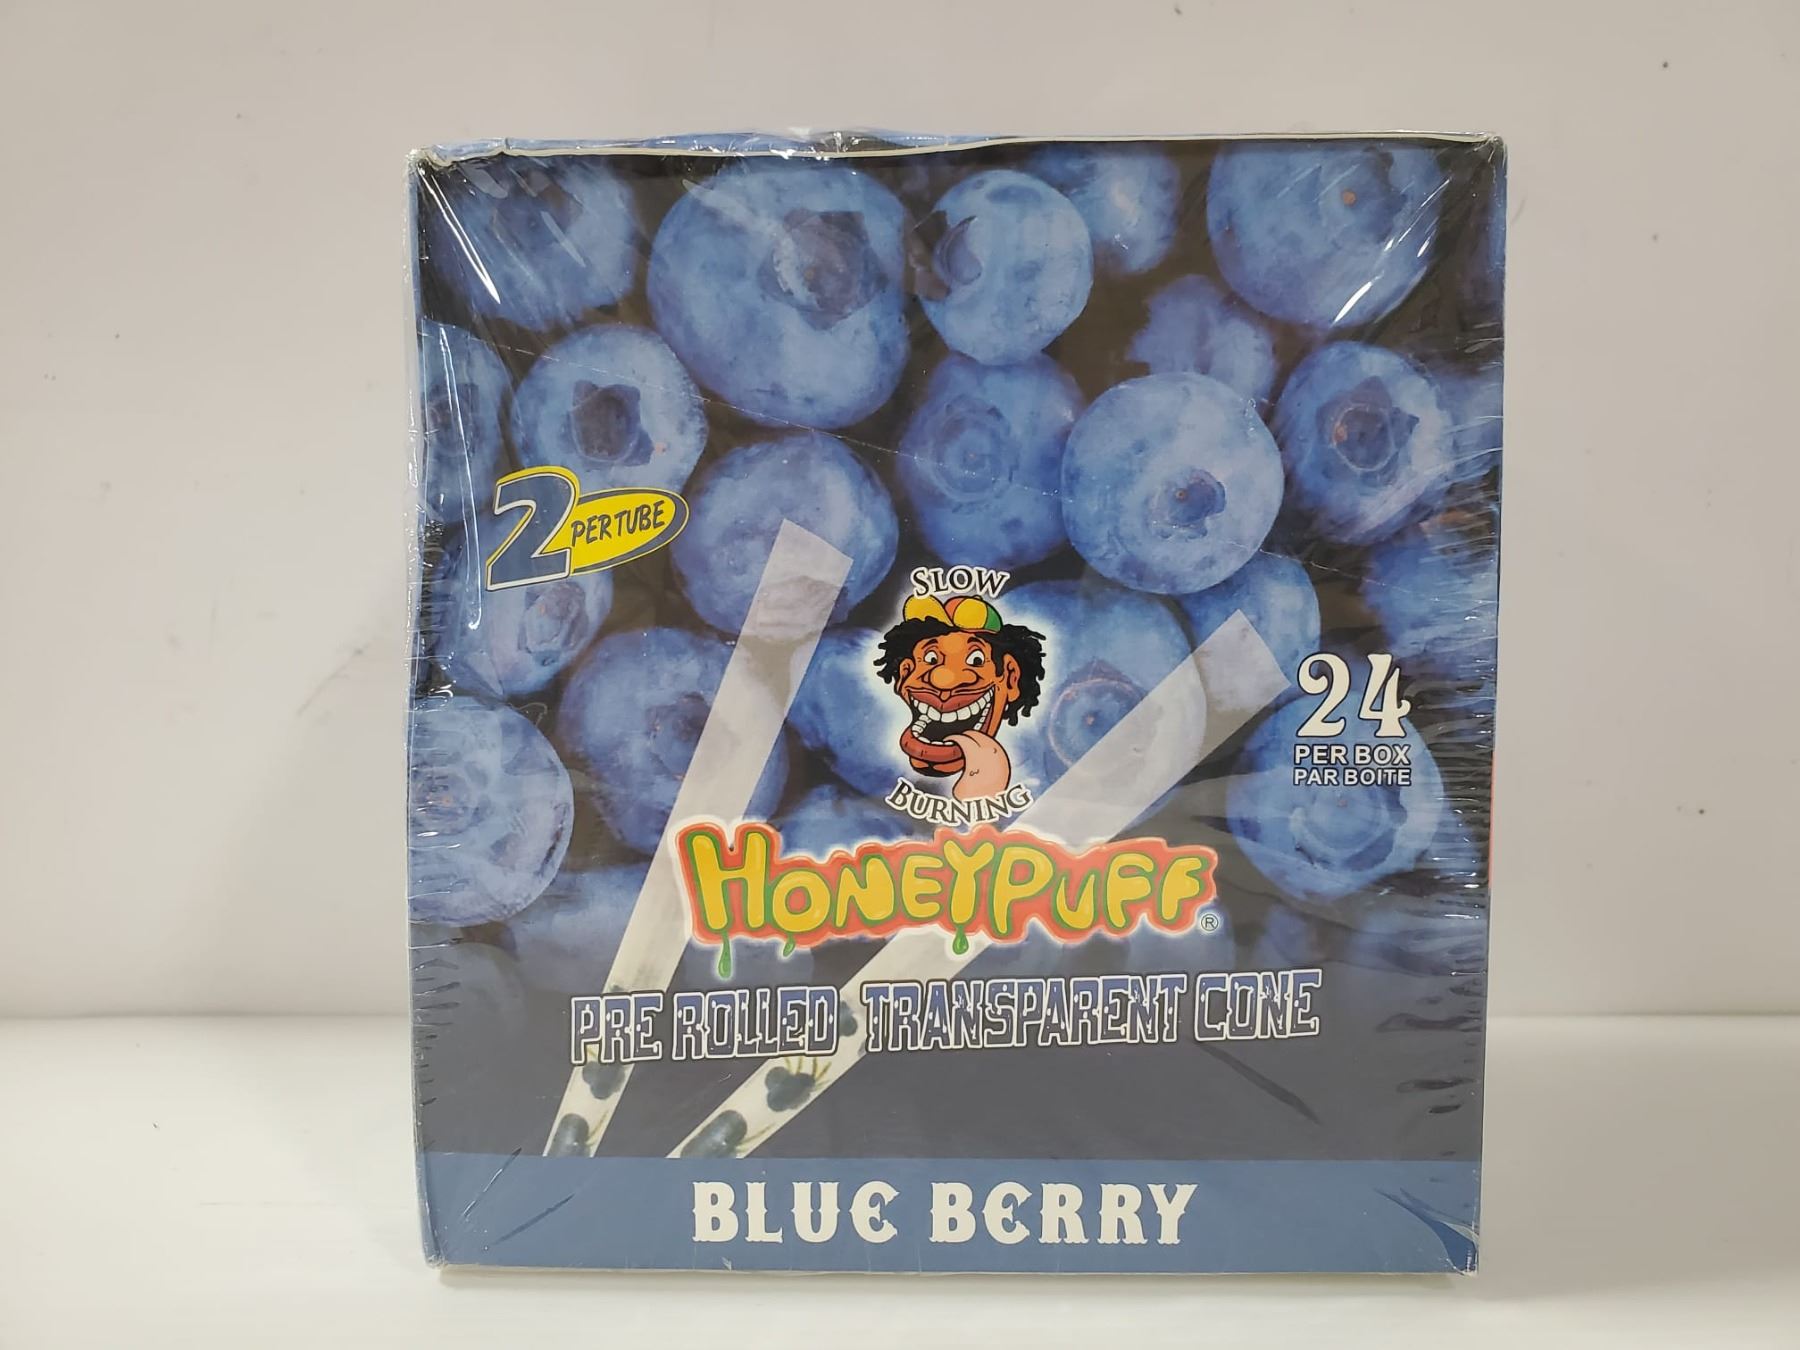 2 PER TUBE
SLOW
BURNING
24
PER BOX
PAR BOITE
HONEYPUFF®
PRE ROLLED TRANSPARENT CONE
BLUE BERRY